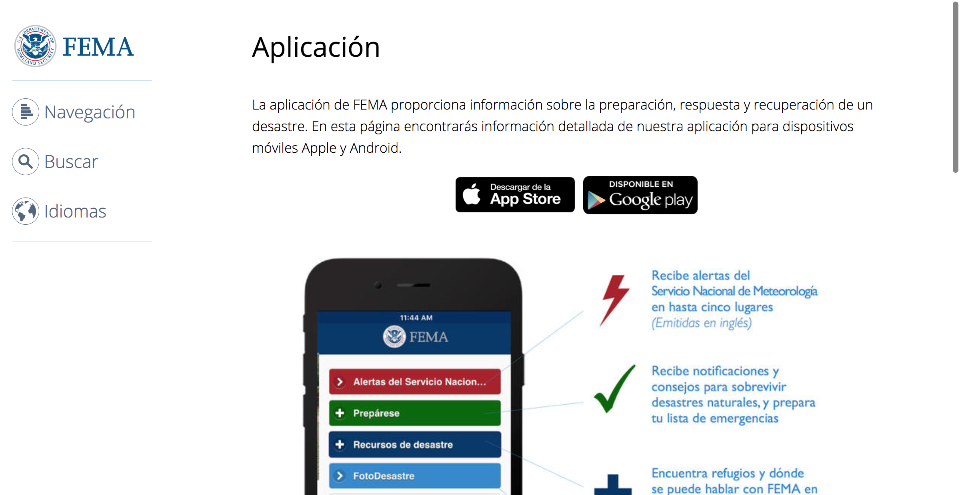 FEMA
Navegación
Buscar
Idiomas
Aplicación
La aplicación de FEMA proporciona información sobre la preparación, respuesta y recuperación de un
desastre. En esta página encontrarás información detallada de nuestra aplicación para dispositivos
móviles Apple y Android.
Descargar de la
App Store
DISPONIBLE EN
Google play
11:44 AM
FEMA
Alertas del Servicio Nacion...
Prepárese
Recursos de desastre
FotoDesastre
Recibe alertas del
Servicio Nacional de Meteorología
en hasta cinco lugares
(Emitidas en inglés)
Recibe notificaciones y
consejos para sobrevivir
desastres naturales, y prepara
tu lista de emergencias
Encuentra refugios y dónde
se puede hablar con FEMA en